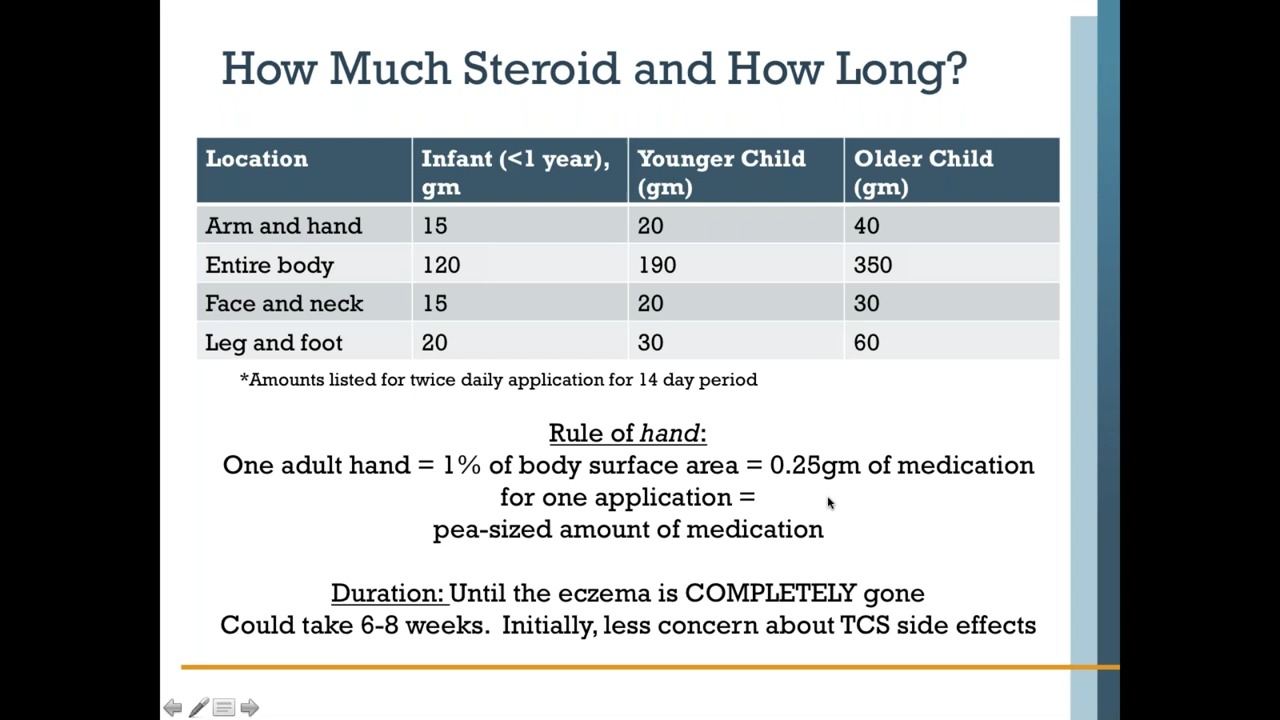 How Much Steroid and How Long?
Location Infant (<1 year), gm Younger Child (gm) Older Child (gm)
Arm and hand 15 20 40
Entire body 120 190 350
Face and neck 15 20 30
Leg and foot 20 30 60
*Amounts listed for twice daily application for 14 day period
Rule of hand:
One adult hand = 1% of body surface area = 0.25gm of medication
for one application =
pea-sized amount of medication
Duration: Until the eczema is COMPLETELY gone
Could take 6-8 weeks. Initially, less concern about TCS side effects